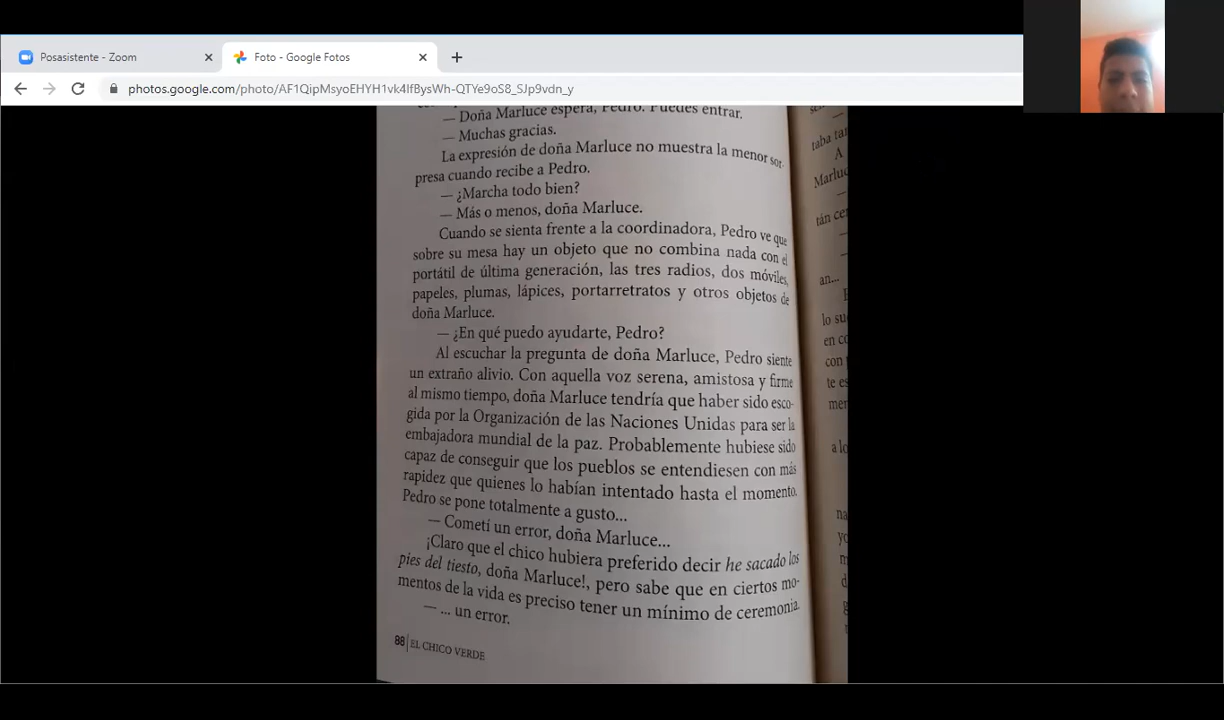 Posasistente - Zoom
Foto - Google Fotos
photos.google.com/photo/AF1QipMsyoEHYH1vk4lfBysWh-QTYe9oS8_SJp9vdn_y
— Doña Marluce espera, Pedro. Puedes entrar.
— Muchas gracias.
La expresión de doña Marluce no muestra la menor sor-
presa cuando recibe a Pedro.
— ¿Marcha todo bien?
— Más o menos, doña Marluce.
Cuando se sienta frente a la coordinadora, Pedro ve que
sobre su mesa hay un objeto que no combina nada con el
portátil de última generación, las tres radios, dos móviles,
papeles, plumas, lápices, portarretratos y otros objetos de
doña Marluce.
— ¿En qué puedo ayudarte, Pedro?
Al escuchar la pregunta de doña Marluce, Pedro siente
un extraño alivio. Con aquella voz serena, amistosa y firme
al mismo tiempo, doña Marluce tendría que haber sido esco-
gida por la Organización de las Naciones Unidas para ser la
embajadora mundial de la paz. Probablemente hubiese sido
capaz de conseguir que los pueblos se entendiesen con más
rapidez que quienes lo habían intentado hasta el momento.
Pedro se pone totalmente a gusto...
— Cometí un error, doña Marluce...
¡Claro que el chico hubiera preferido decir he sacado los
pies del tiesto, doña Marluce!, pero sabe que en ciertos mo-
mentos de la vida es preciso tener un mínimo de ceremonia.
— ... un error.
88 | EL CHICO VERDE